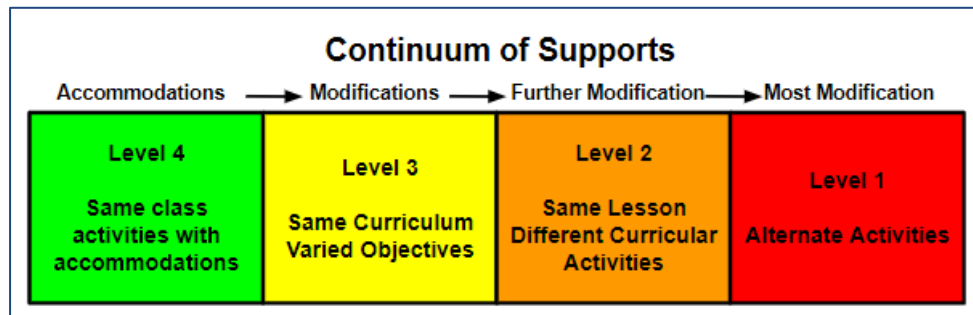 Continuum of Supports
Accommodations Modifications Further Modification Most Modification
Level 4
Same class
activities with
accommodations
Level 3
Same Curriculum
Varied Objectives
Level 2
Same Lesson
Different Curricular
Activities
Level 1
Alternate Activities